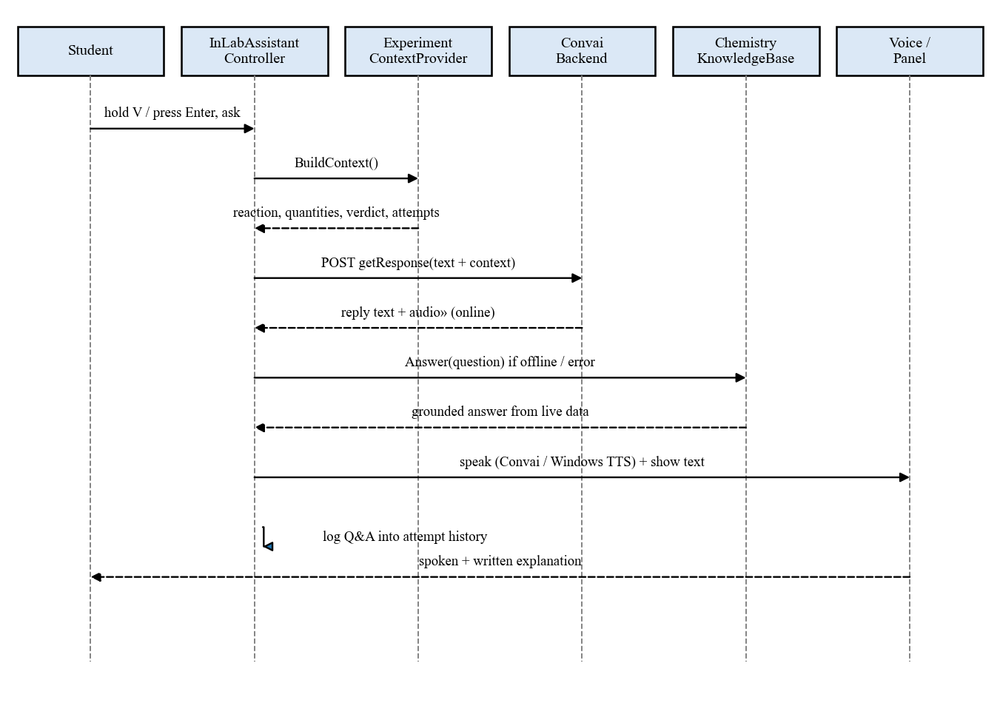 Student
InLabAssistant
Controller
Experiment
ContextProvider
Convai
Backend
Chemistry
KnowledgeBase
Voice /
Panel
hold V / press Enter, ask
BuildContext()
reaction, quantities, verdict, attempts
POST getResponse(text + context)
reply text + audio» (online)
Answer(question) if offline / error
grounded answer from live data
speak (Convai / Windows TTS) + show text
log Q&A into attempt history
spoken + written explanation